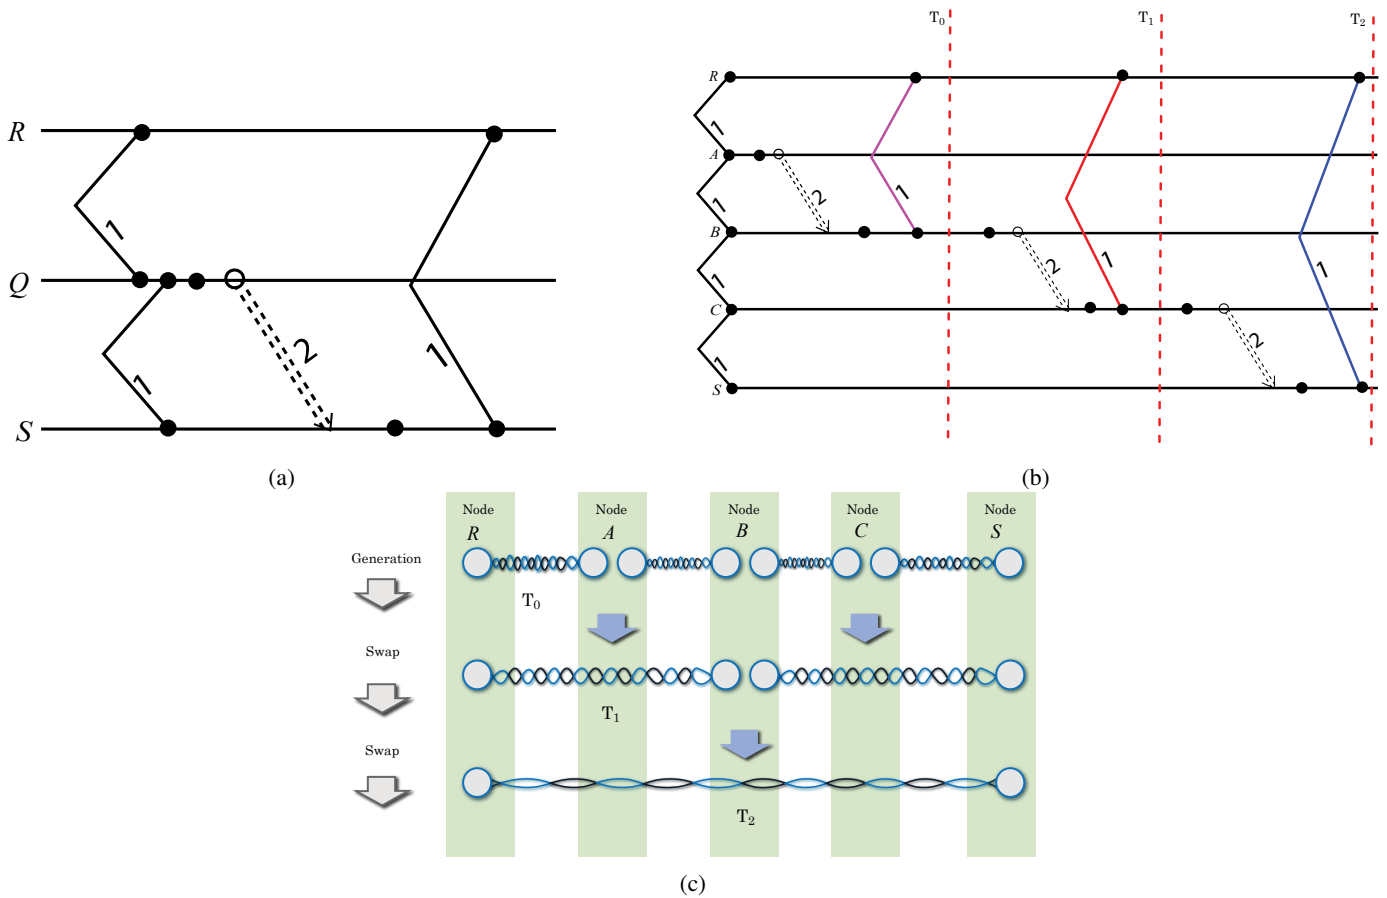 T0 T1 T2
R
1
Q
1
2
1
S
(a)
R
1
A
1
2
1
B
1
2
1
C
1
2
1
S
(b)
Node Node Node Node Node
R A B C S
Generation
T0
Swap
T1
Swap
T2
(c)